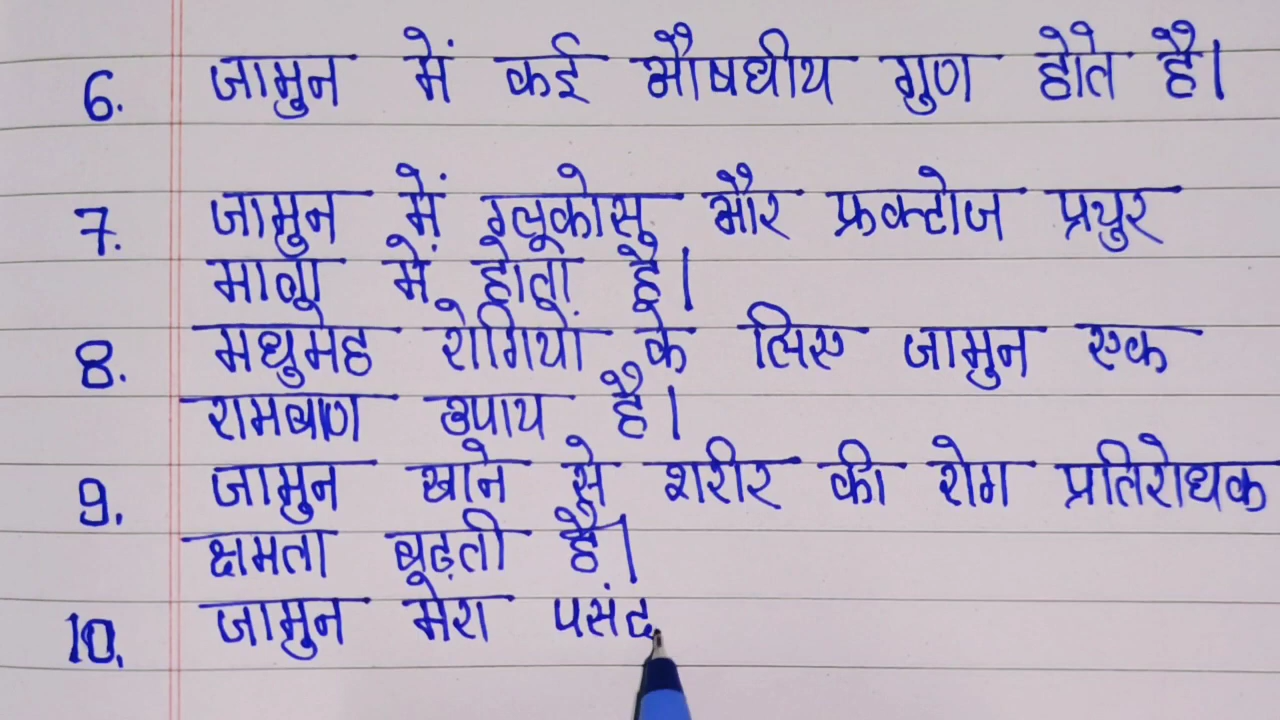 6. जामुन में कई औषधीय गुण होते है।
7. जामुन में ग्लूकोस और फ्रक्टोज प्रचुर
मात्रा में होता है।
8. मधुमेह रोगियों के लिए जामुन एक
रामबाण उपाय है।
9. जामुन खाने से शरीर की रोग प्रतिरोधक
क्षमता बढ़ती है।
10. जामुन मेरा पसंद